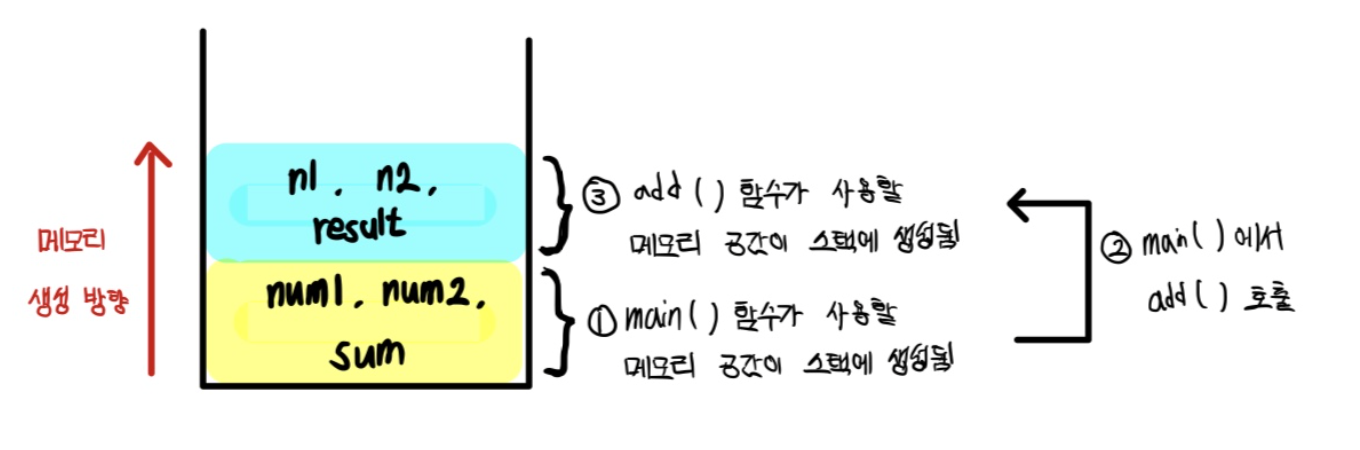 메모리
생성 방향
n1, n2,
result
num1, num2,
sum
③ add ( ) 함수가 사용할
메모리 공간이 스택에 생성됨
① main ( ) 함수가 사용할
메모리 공간이 스택에 생성됨
② main ( ) 에서
add ( ) 호출